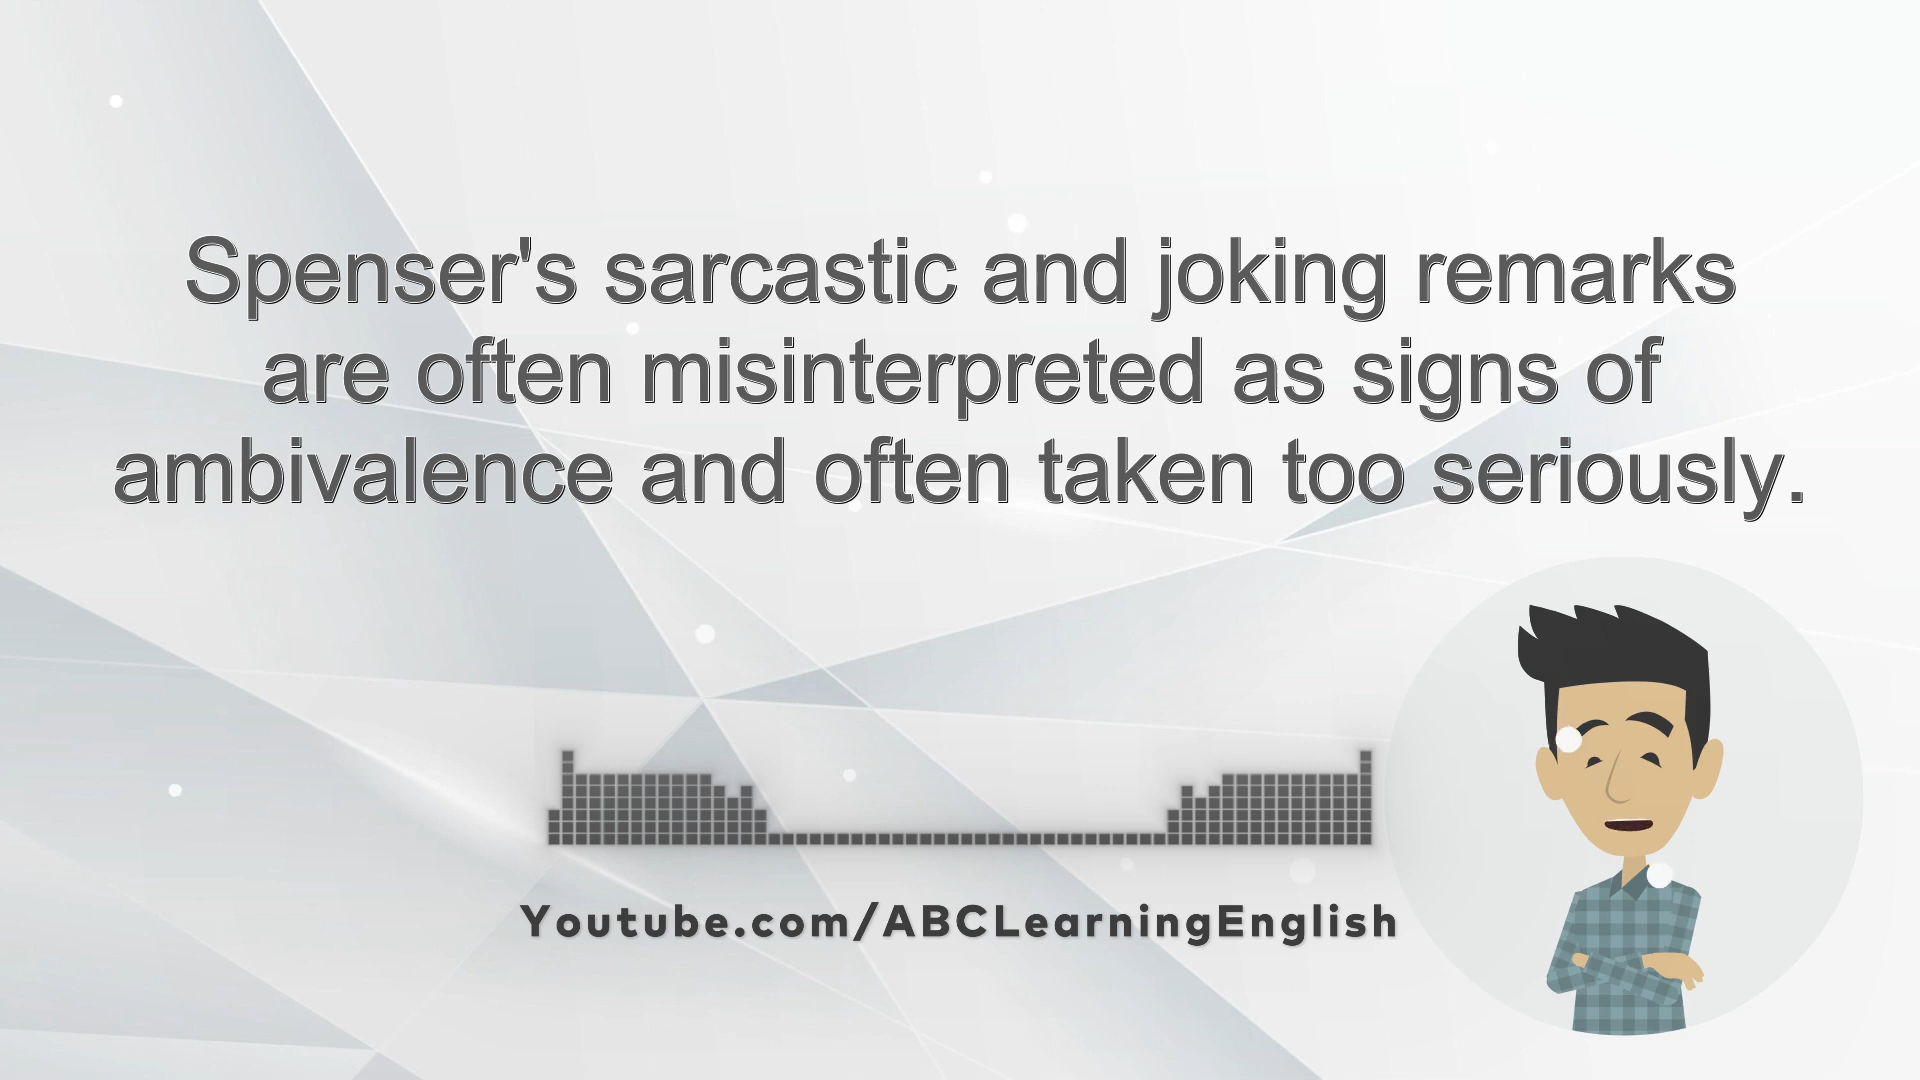 Spenser's sarcastic and joking remarks
are often misinterpreted as signs of
ambivalence and often taken too seriously.
Youtube.com/ABCLearningEnglish